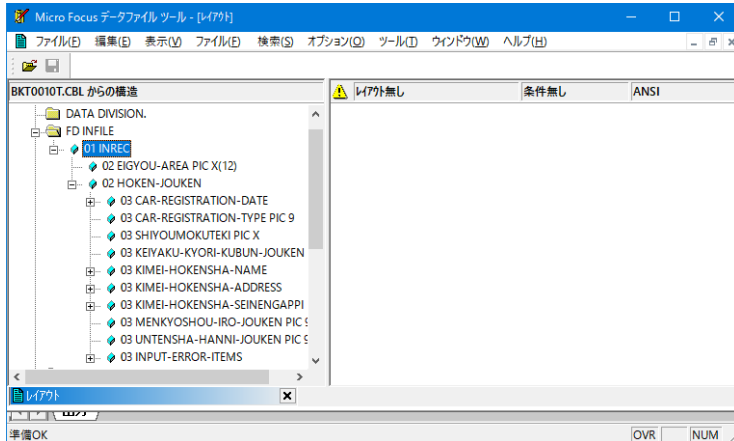 Micro Focus データファイル ツール - [ﾚｲｱｳﾄ]
ファイル(F) 編集(E) 表示(V) ファイル(F) 検索(S) オプション(O) ツール(T) ウィンドウ(W) ヘルプ(H)
BKT0010T.CBL からの構造
ﾚｲｱｳﾄ無し 条件無し ANSI
DATA DIVISION.
FD INFILE
01 INREC
02 EIGYOU-AREA PIC X(12)
02 HOKEN-JOUKEN
03 CAR-REGISTRATION-DATE
03 CAR-REGISTRATION-TYPE PIC 9
03 SHIYOUMOKUTEKI PIC X
03 KEIYAKU-KYORI-KUBUN-JOUKEN
03 KIMEI-HOKENSHA-NAME
03 KIMEI-HOKENSHA-ADDRESS
03 KIMEI-HOKENSHA-SEINENGAPPI
03 MENKYOSHOU-IRO-JOUKEN PIC 9
03 UNTENSHA-HANNI-JOUKEN PIC 9
03 INPUT-ERROR-ITEMS
ﾚｲｱｳﾄ
準備OK OVR NUM